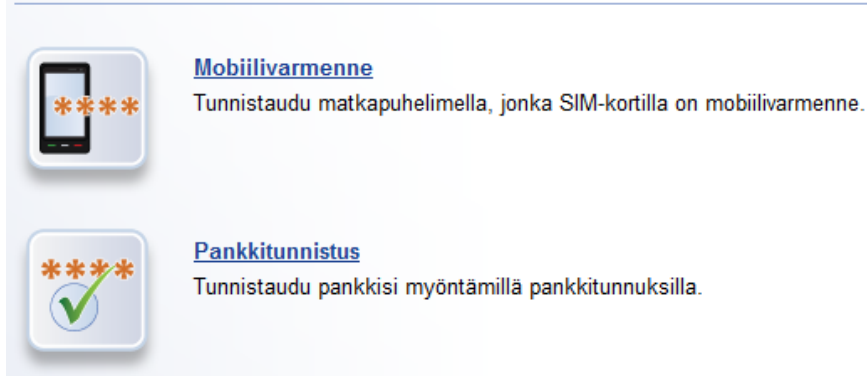 Mobiilivarmenne
Tunnistaudu matkapuhelimella, jonka SIM-kortilla on mobiilivarmenne.
****
Pankkitunnistus
****
Tunnistaudu pankkisi myöntämillä pankkitunnuksilla.